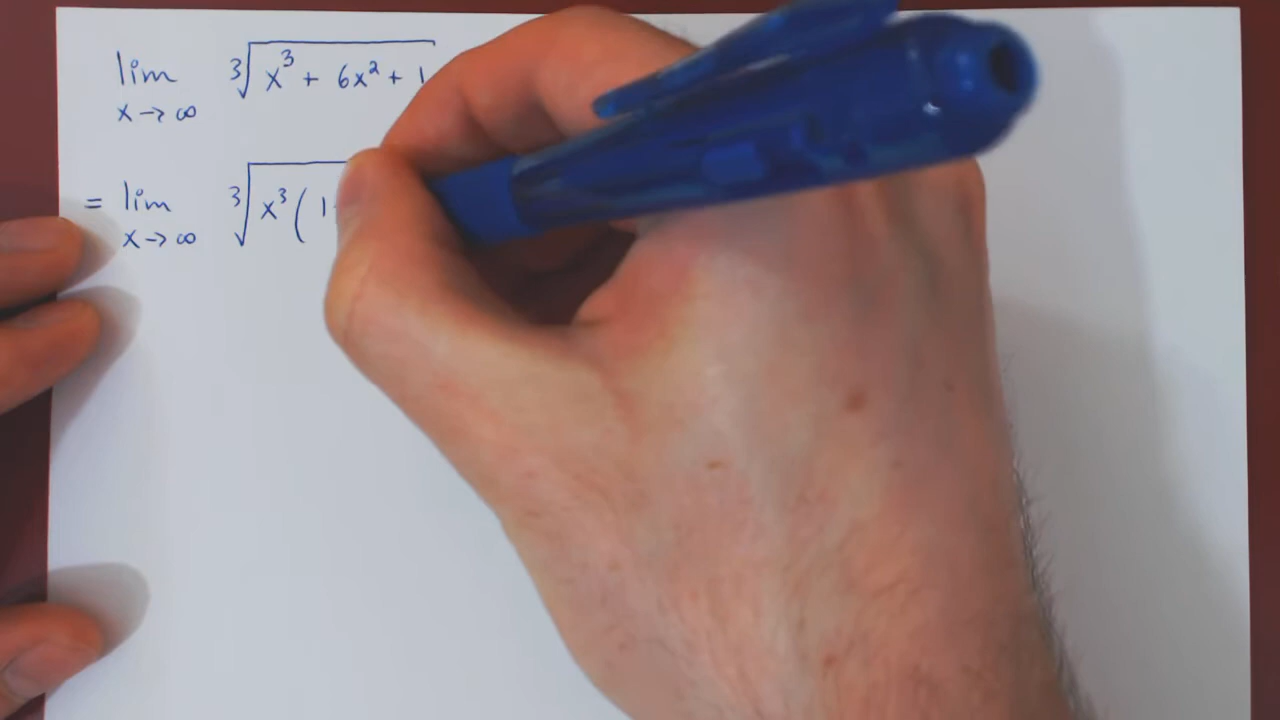 lim ∛(x³ + 6x² + 1
x → ∞
= lim ∛(x³ ( 1
x → ∞